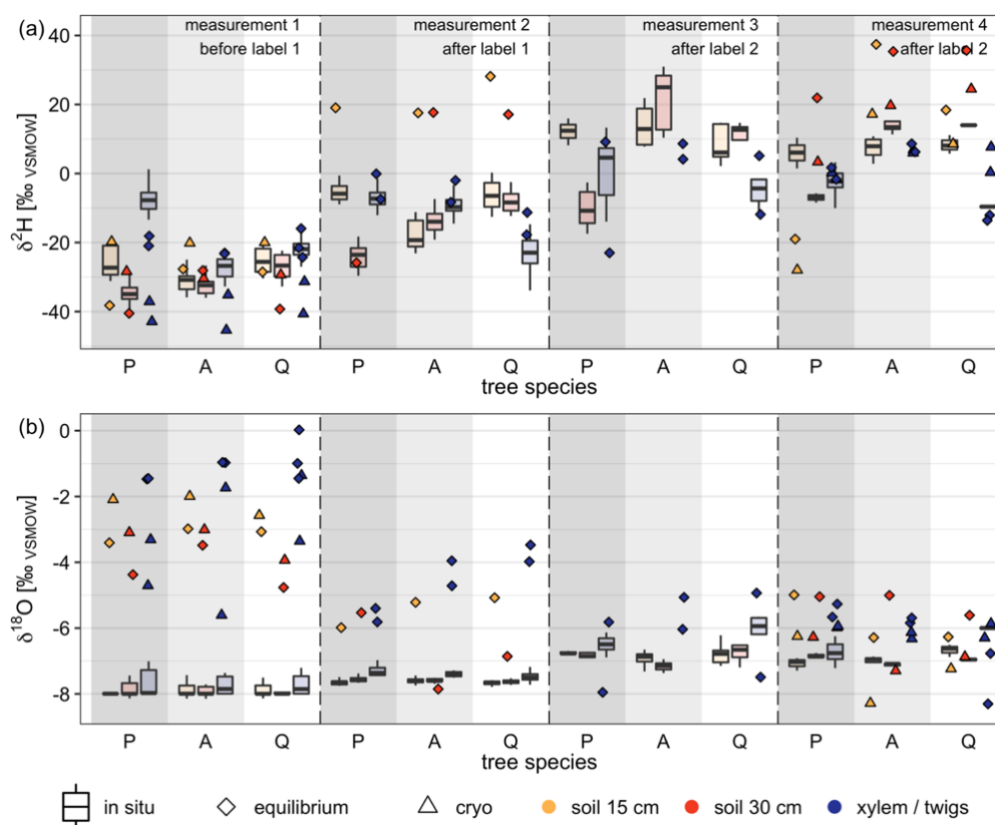 (a)
measurement 1 measurement 2 measurement 3 measurement 4
before label 1 after label 1 after label 2 after label 2
δ²H [‰ VSMOW]
40
20
0
-20
-40
P A Q P A Q P A Q P A Q
tree species
(b)
δ¹⁸O [‰ VSMOW]
0
-2
-4
-6
-8
P A Q P A Q P A Q P A Q
tree species
in situ equilibrium cryo soil 15 cm soil 30 cm xylem / twigs